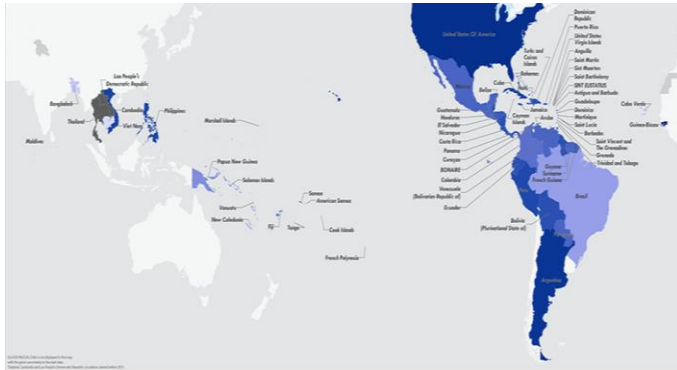 Dominican
Republic
Puerto Rico
United States
Virgin Islands
Anguilla
Saint Martin
Sint Maarten
Saint Barthelemy
SINT EUSTATIUS
Antigua and Barbuda
Guadeloupe
Dominica
Martinique
Saint Lucia
Barbados
Saint Vincent and
The Grenadines
Grenada
Trinidad and Tobago
United States Of America
Turks and
Caicos
Islands
Bahamas
Cuba
Haiti
Mexico
Belize
Jamaica
Cayman
Islands
Aruba
Cabo Verde
Guinea-Bissau
Guatemala
Honduras
El Salvador
Nicaragua
Costa Rica
Panama
Curaçao
BONAIRE
Colombia
Venezuela
(Bolivarian Republic of)
Ecuador
Guyana
Suriname
French Guiana
Peru
Brazil
Bolivia
(Plurinational State of)
Paraguay
Argentina
Lao People's
Democratic Republic
Bangladesh
Cambodia
Philippines
Thailand
Viet Nam
Maldives
Marshall Islands
Papua New Guinea
Solomon Islands
Samoa
American Samoa
Vanuatu
New Caledonia
Fiji
Tonga
Cook Islands
French Polynesia